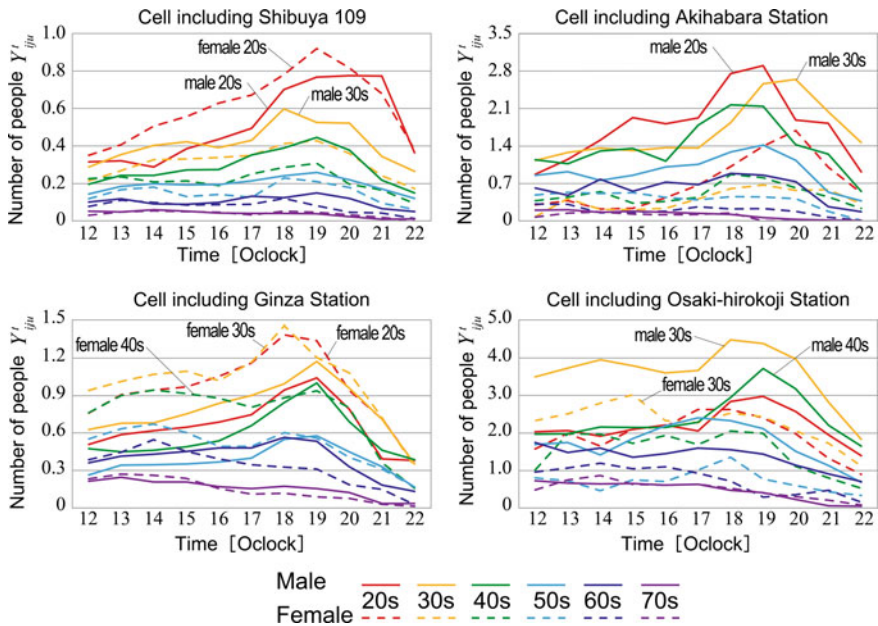 Cell including Shibuya 109
Number of people Y^t_iju
1.0
0.8
0.6
0.4
0.2
0
female 20s
male 20s
male 30s
12 13 14 15 16 17 18 19 20 21 22
Time [Oclock]
Cell including Akihabara Station
Number of people Y^t_iju
3.5
2.8
2.1
1.4
0.7
0
male 20s
male 30s
12 13 14 15 16 17 18 19 20 21 22
Time [Oclock]
Cell including Ginza Station
Number of people Y^t_iju
1.5
1.2
0.9
0.6
0.3
0
female 40s
female 30s
female 20s
12 13 14 15 16 17 18 19 20 21 22
Time [Oclock]
Cell including Osaki-hirokoji Station
Number of people Y^t_iju
5.0
4.0
3.0
2.0
1.0
0
male 30s
male 40s
female 30s
12 13 14 15 16 17 18 19 20 21 22
Time [Oclock]
Male
20s 30s 40s 50s 60s 70s
Female